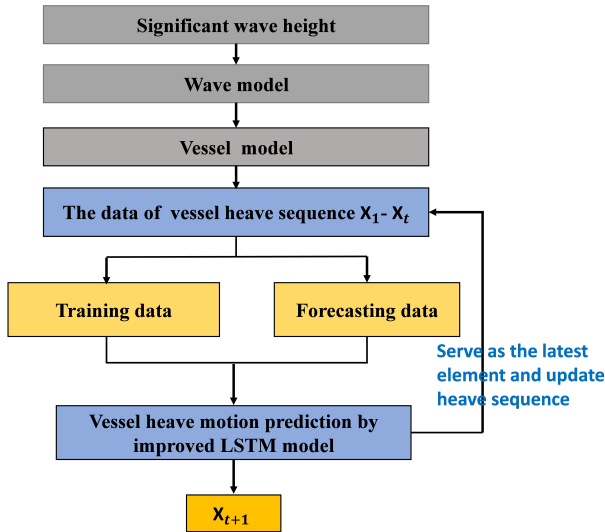 Significant wave height
Wave model
Vessel model
The data of vessel heave sequence X₁- Xₜ
Training data
Forecasting data
Serve as the latest
element and update
heave sequence
Vessel heave motion prediction by
improved LSTM model
Xₜ₊₁